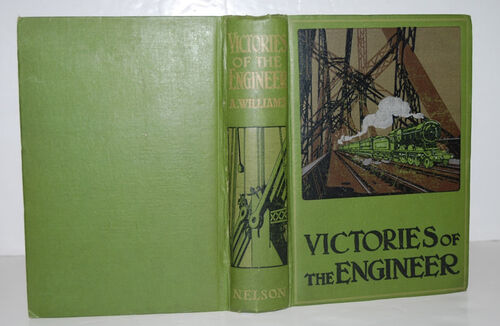 VICTORIES
OF THE
ENGINEER
A. WILLIAMS
NELSON
VICTORIES OF
THE ENGINEER